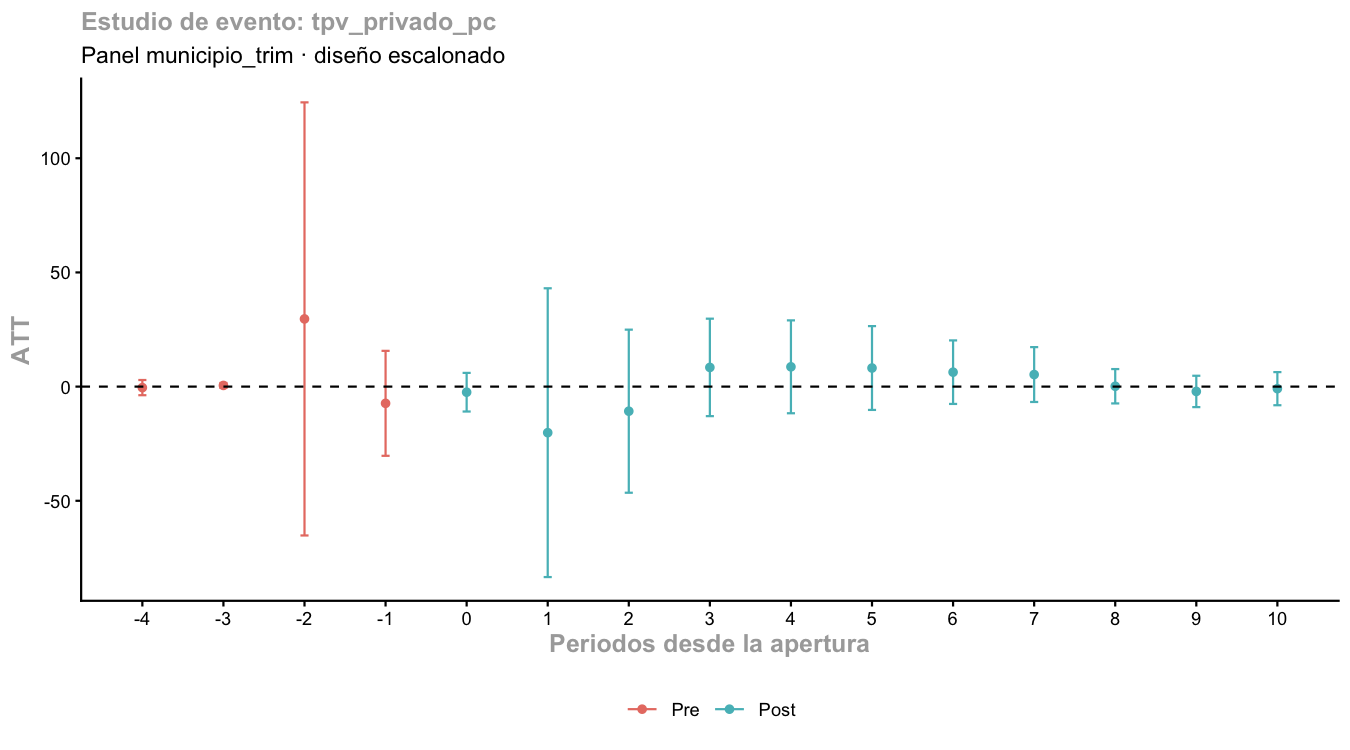 Estudio de evento: tpv_privado_pc
Panel municipio_trim · diseño escalonado
ATT
100
50
0
-50
-4 -3 -2 -1 0 1 2 3 4 5 6 7 8 9 10
Periodos desde la apertura
Pre Post